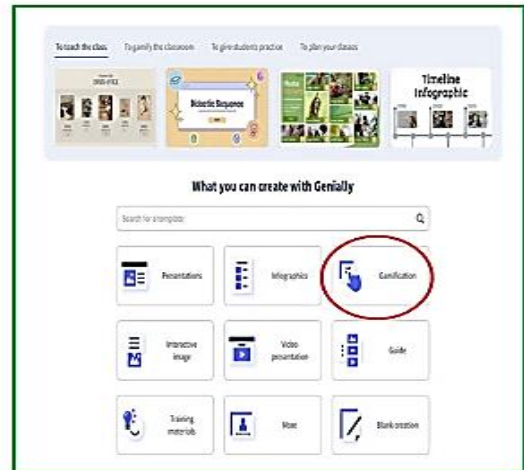 To teach the class To gamify the classroom To give students practice To plan your classes
Didactic Sequence
Timeline
Infographic
What you can create with Genially
Search for a template
Presentations
Infographics
Gamification
Interactive
image
Video
presentation
Guide
Training
materials
More
Blank creation